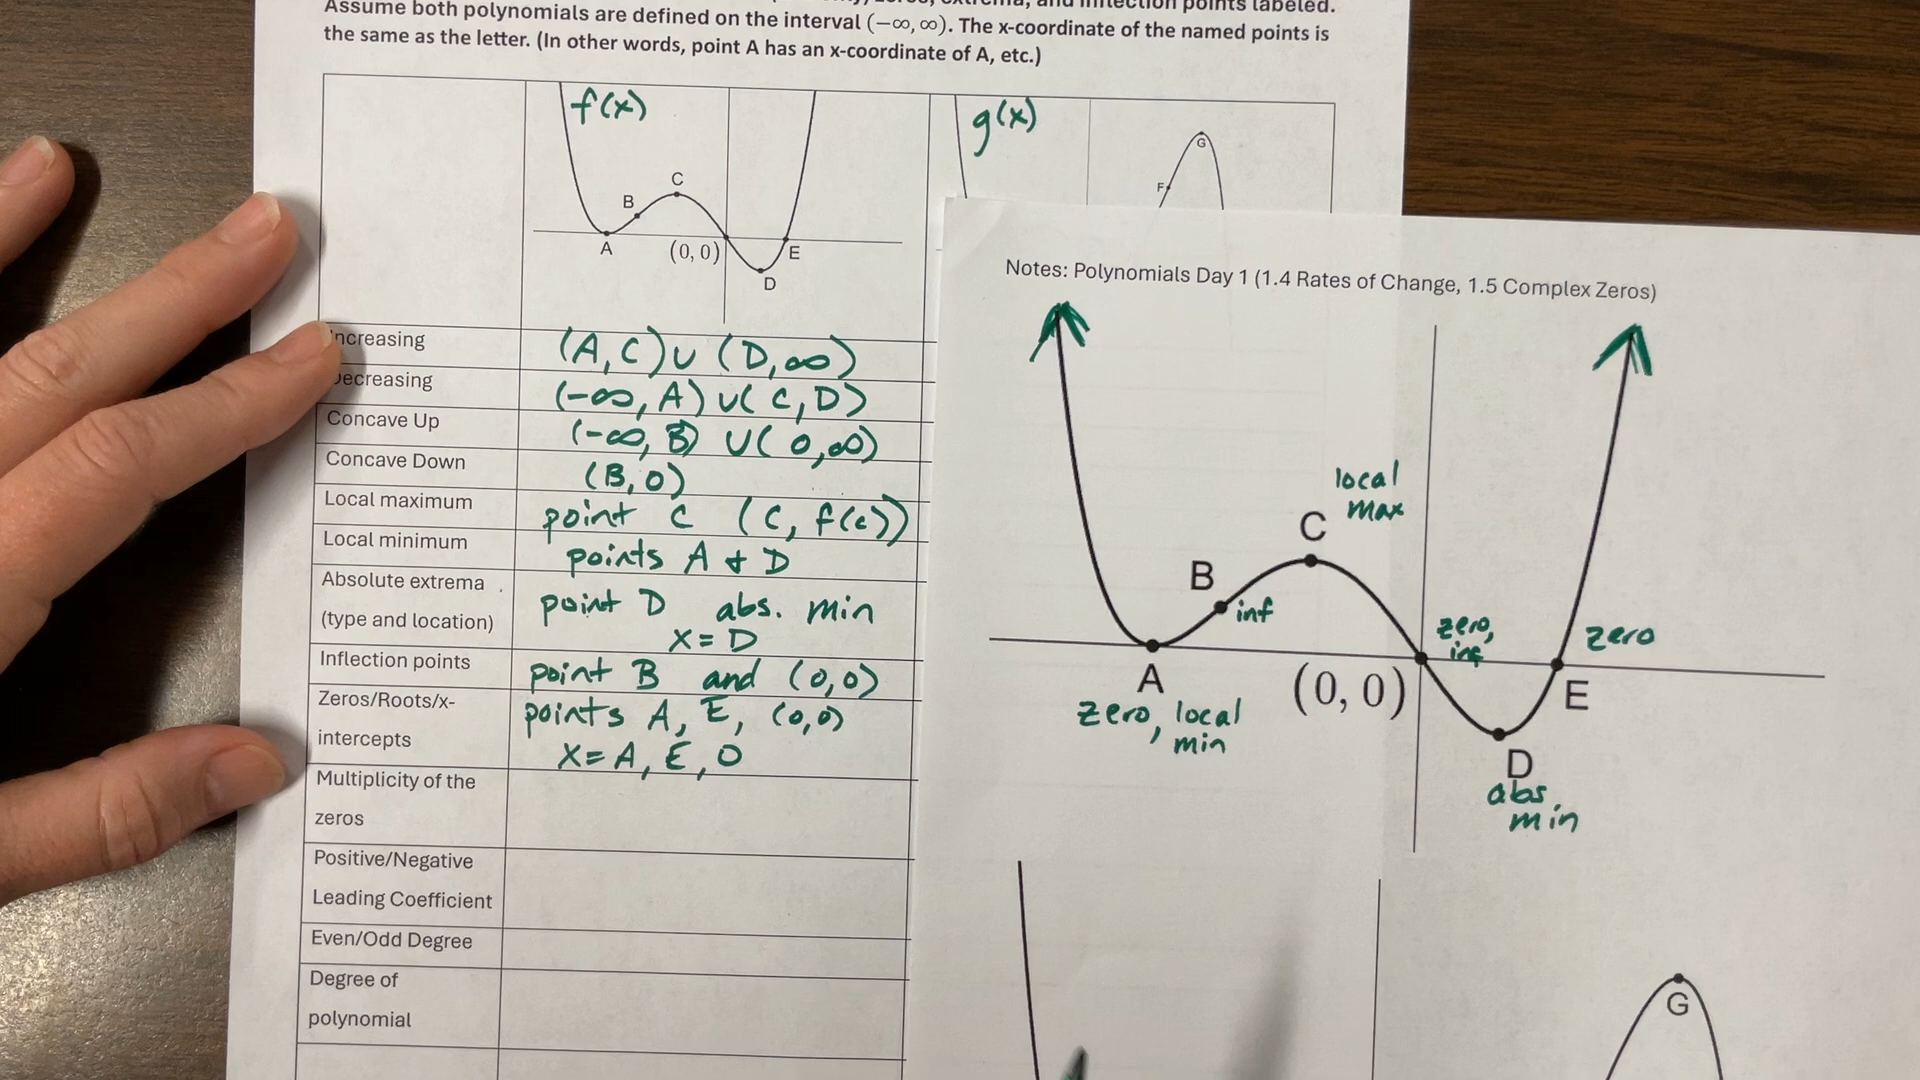 Assume both polynomials are defined on the interval (−∞, ∞). The x-coordinate of the named points is
the same as the letter. (In other words, point A has an x-coordinate of A, etc.)
f(x)
C
B
A
(0, 0)
E
D
g(x)
G
F
Increasing
(A, C) ∪ (D, ∞)
Decreasing
(-∞, A) ∪ (C, D)
Concave Up
(-∞, B) ∪ (0, ∞)
Concave Down
(B, 0)
Local maximum
point C (C, f(c))
Local minimum
points A + D
Absolute extrema
(type and location)
point D abs. min
x = D
Inflection points
point B and (0,0)
Zeros/Roots/x-
intercepts
points A, E, (0,0)
x = A, E, 0
Multiplicity of the
zeros
Positive/Negative
Leading Coefficient
Even/Odd Degree
Degree of
polynomial
Notes: Polynomials Day 1 (1.4 Rates of Change, 1.5 Complex Zeros)
local
max
C
B
inf
zero,
inf
zero
A
zero, local
min
(0, 0)
E
D
abs.
min
G